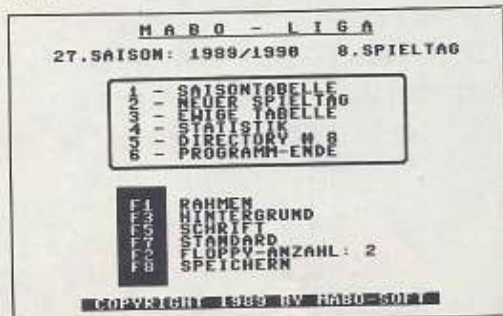 MABO - LIGA
27.SAISON: 1989/1990 8.SPIELTAG
1 - SAISONTABELLE
2 - NEUER SPIELTAG
3 - EWIGE TABELLE
4 - STATISTIK
5 - DIRECTORY # 8
6 - PROGRAMM-ENDE
F1 RAHMEN
F3 HINTERGRUND
F5 SCHRIFT
F7 STANDARD
F2 FLOPPY-ANZAHL: 2
F8 SPEICHERN
COPYRIGHT 1989 BY MABO-SOFT